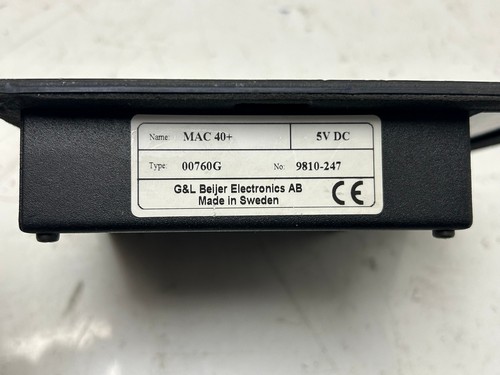 Name: MAC 40+ 5V DC
Type: 00760G No: 9810-247
G&L Beijer Electronics AB
Made in Sweden CE